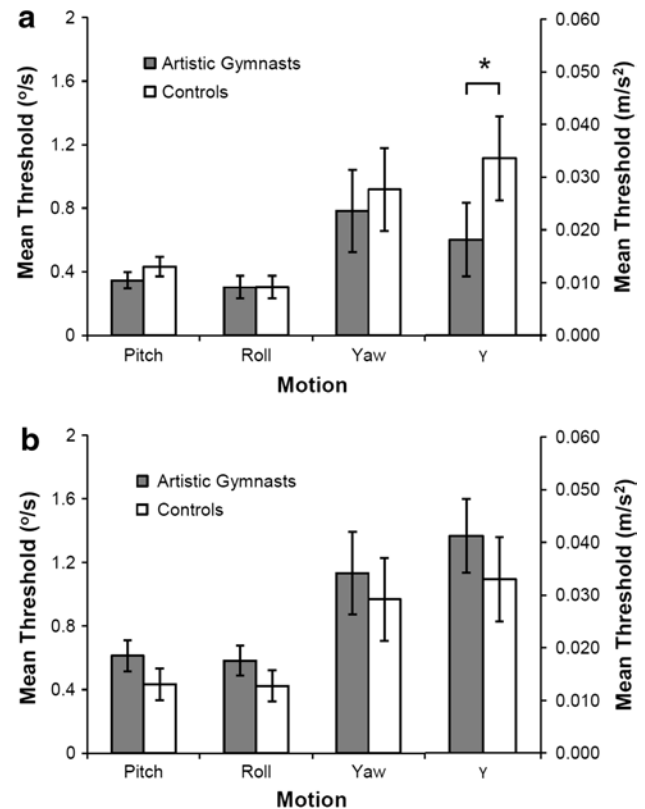 a
Mean Threshold (°/s)
2
1.6
1.2
0.8
0.4
0
Artistic Gymnasts
Controls
*
0.060
0.050
0.040
0.030
0.020
0.010
0.000
Mean Threshold (m/s²)
Pitch Roll Yaw Y
Motion
b
Mean Threshold (°/s)
2
1.6
1.2
0.8
0.4
0
Artistic Gymnasts
Controls
0.060
0.050
0.040
0.030
0.020
0.010
0.000
Mean Threshold (m/s²)
Pitch Roll Yaw Y
Motion